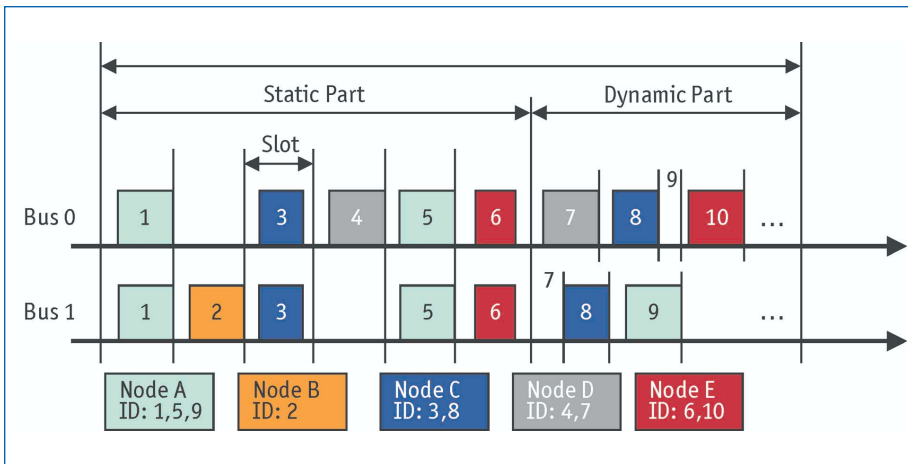 Static Part Dynamic Part
Slot
Bus 0 1 3 4 5 6 7 8 9 10 ...
Bus 1 1 2 3 5 6 7 8 9 ...
Node A Node B Node C Node D Node E
ID: 1,5,9 ID: 2 ID: 3,8 ID: 4,7 ID: 6,10